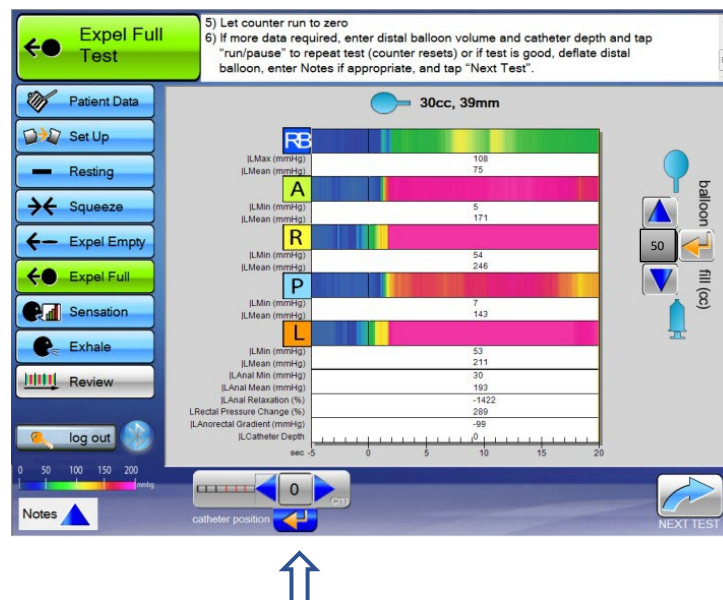 Expel Full
Test
5) Let counter run to zero
6) If more data required, enter distal balloon volume and catheter depth and tap
"run/pause" to repeat test (counter resets) or if test is good, deflate distal
balloon, enter Notes if appropriate, and tap "Next Test".
Patient Data
Set Up
Resting
Squeeze
Expel Empty
Expel Full
Sensation
Exhale
Review
log out
0 50 100 150 200
mmhg
Notes
30cc, 39mm
RB
|LMax (mmHg) 108
|LMean (mmHg) 75
A
|LMin (mmHg) 5
|LMean (mmHg) 171
R
|LMin (mmHg) 54
|LMean (mmHg) 246
P
|LMin (mmHg) 7
|LMean (mmHg) 143
L
|LMin (mmHg) 53
|LMean (mmHg) 211
|LAnal Min (mmHg) 30
|LAnal Mean (mmHg) 193
|LAnal Relaxation (%) -1422
LRectal Pressure Change (%) 289
|LAnorectal Gradient (mmHg) -99
|LCatheter Depth 0
sec -5 0 5 10 15 20
balloon fill (cc)
50
0
cm
catheter position
NEXT TEST